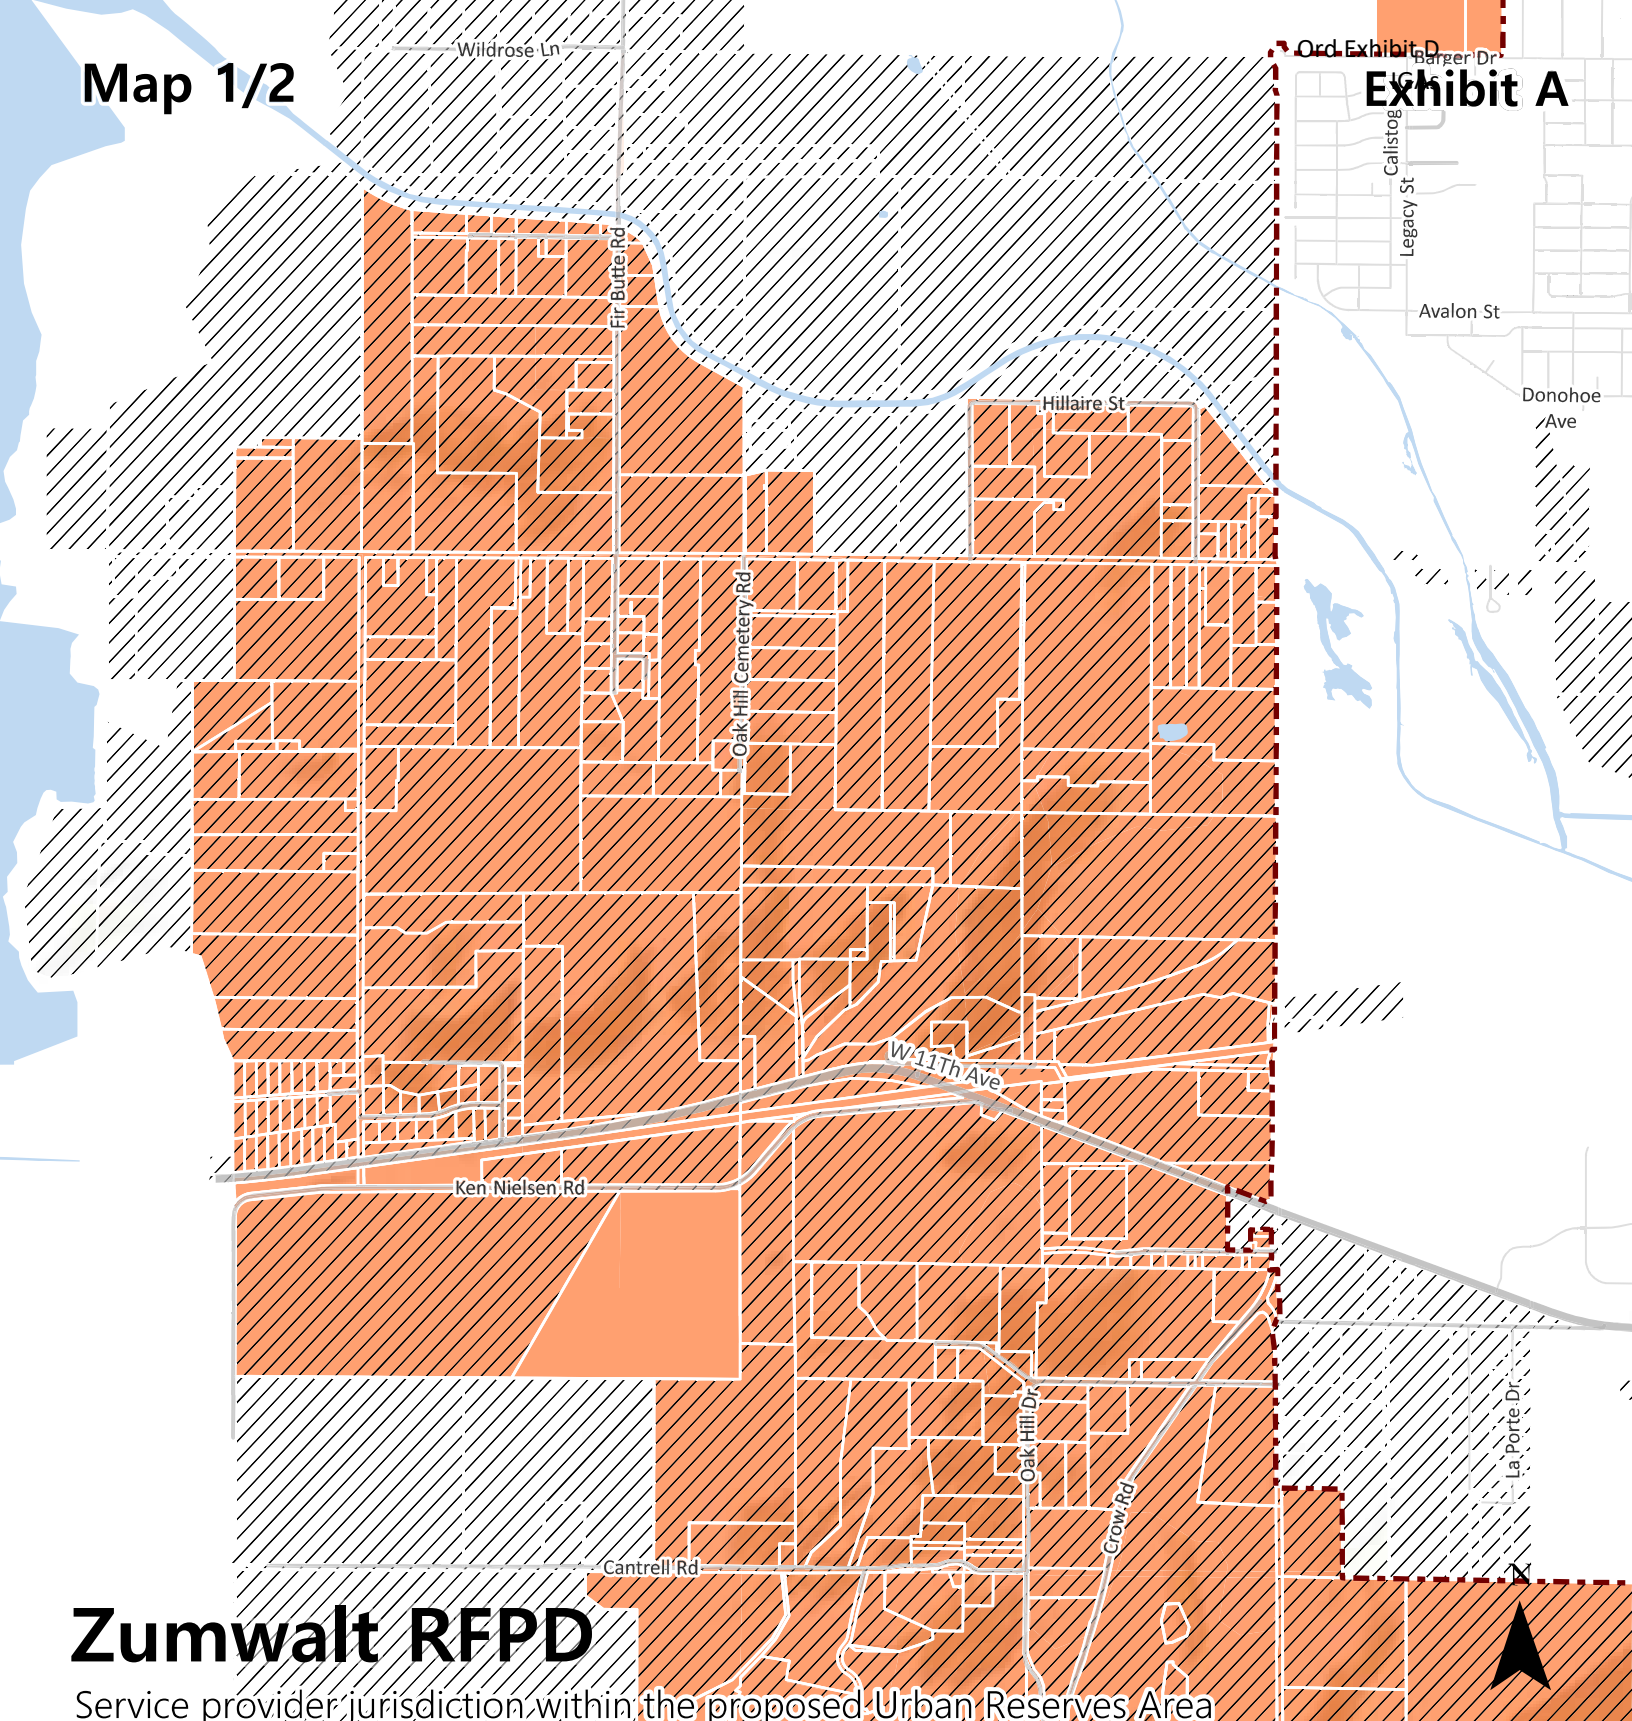 Wildrose Ln
Map 1/2
Ord Exhibit D
Barger Dr
IGAs
Exhibit A
Calistog
Legacy St
Fir Butte Rd
Avalon St
Donohoe
Ave
Hillaire St
Oak Hill Cemetery Rd
W 11Th Ave
Ken Nielsen Rd
Oak Hill Dr
La Porte Dr
Crow Rd
Cantrell Rd
N
Zumwalt RFPD
Service provider jurisdiction within the proposed Urban Reserves Area